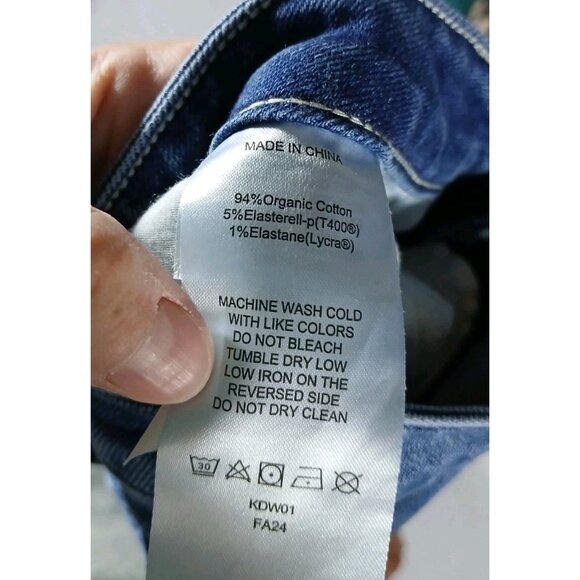 MADE IN CHINA
94%Organic Cotton
5%Elasterell-p(T400®)
1%Elastane(Lycra®)
MACHINE WASH COLD
WITH LIKE COLORS
DO NOT BLEACH
TUMBLE DRY LOW
LOW IRON ON THE
REVERSED SIDE
DO NOT DRY CLEAN
30
KDW01
FA24